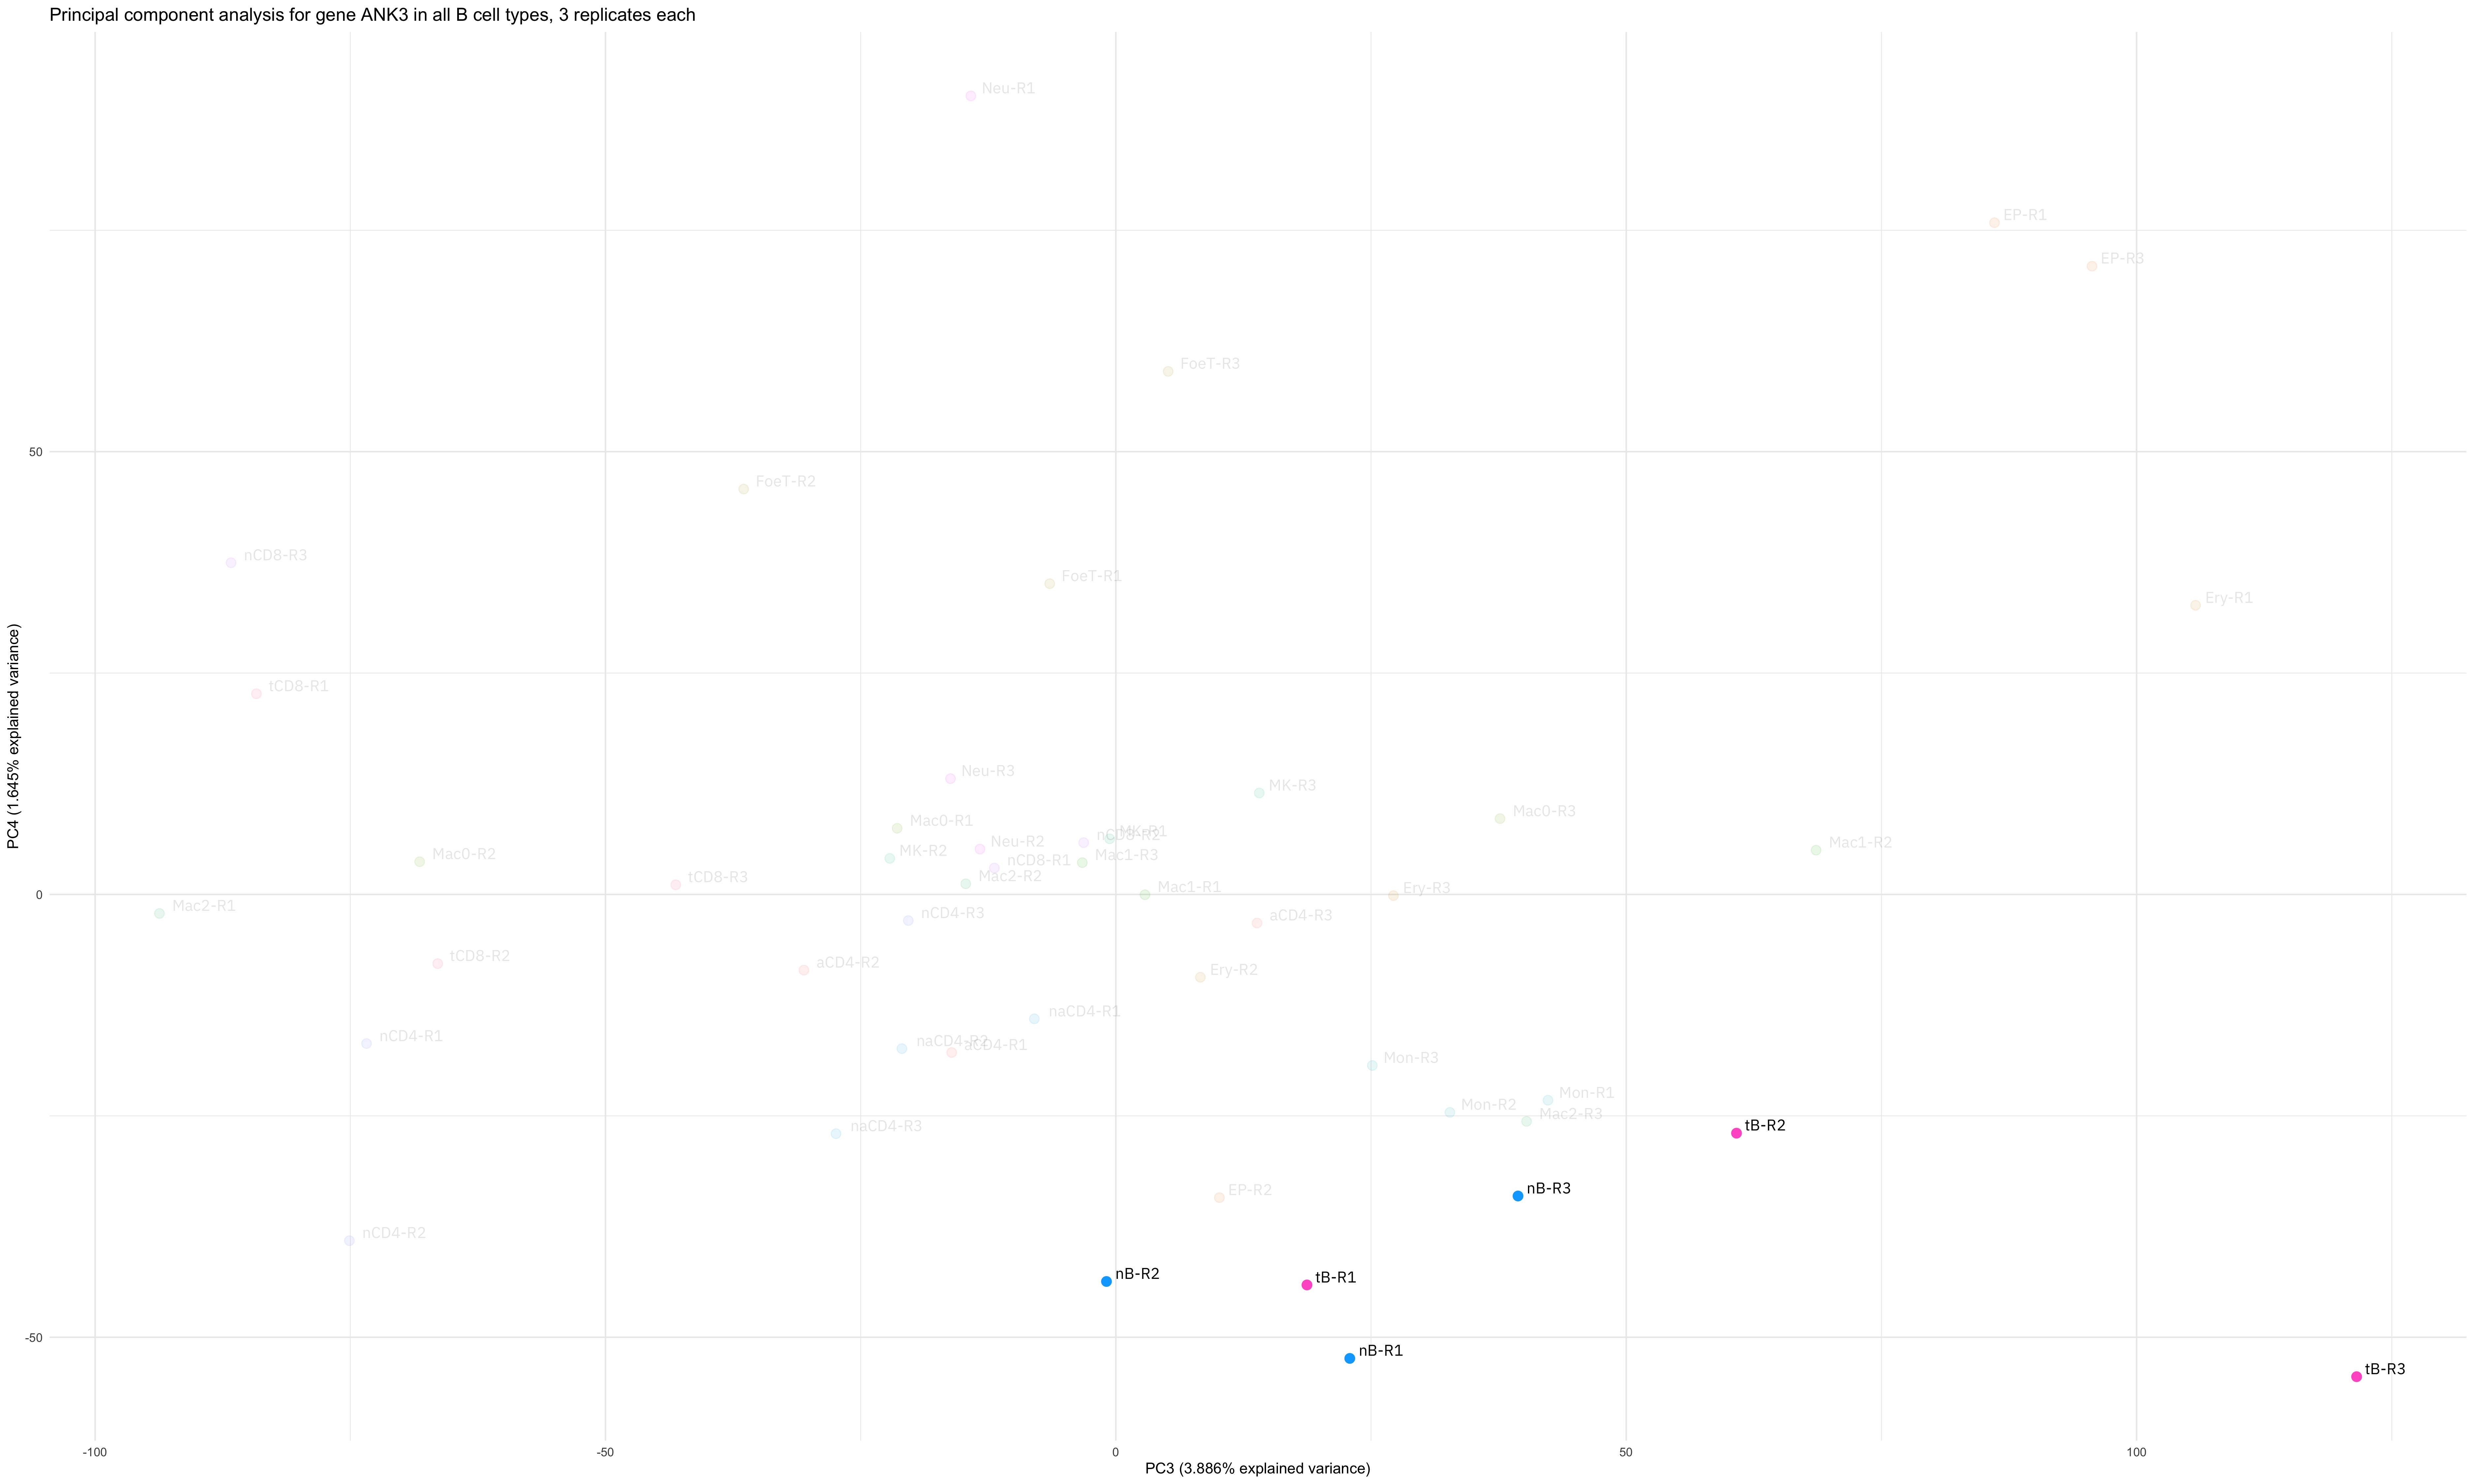 Principal component analysis for gene ANK3 in all B cell types, 3 replicates each
Neu-R1
EP-R1
EP-R3
FoeT-R3
50
FoeT-R2
nCD8-R3
FoeT-R1
Ery-R1
PC4 (1.645% explained variance)
tCD8-R1
Neu-R3
MK-R3
Mac0-R3
Mac0-R1
MK-R1
nCD8-R2
Neu-R2
Mac1-R2
MK-R2
Mac0-R2
Mac1-R3
nCD8-R1
tCD8-R3
Mac2-R2
Mac1-R1
Ery-R3
0
Mac2-R1
nCD4-R3
aCD4-R3
tCD8-R2
aCD4-R2
Ery-R2
naCD4-R1
nCD4-R1
naCD4-R2
aCD4-R1
Mon-R3
Mon-R1
Mon-R2
Mac2-R3
naCD4-R3
tB-R2
EP-R2
nB-R3
nCD4-R2
nB-R2
tB-R1
-50
nB-R1
tB-R3
-100
-50
0
50
100
PC3 (3.886% explained variance)